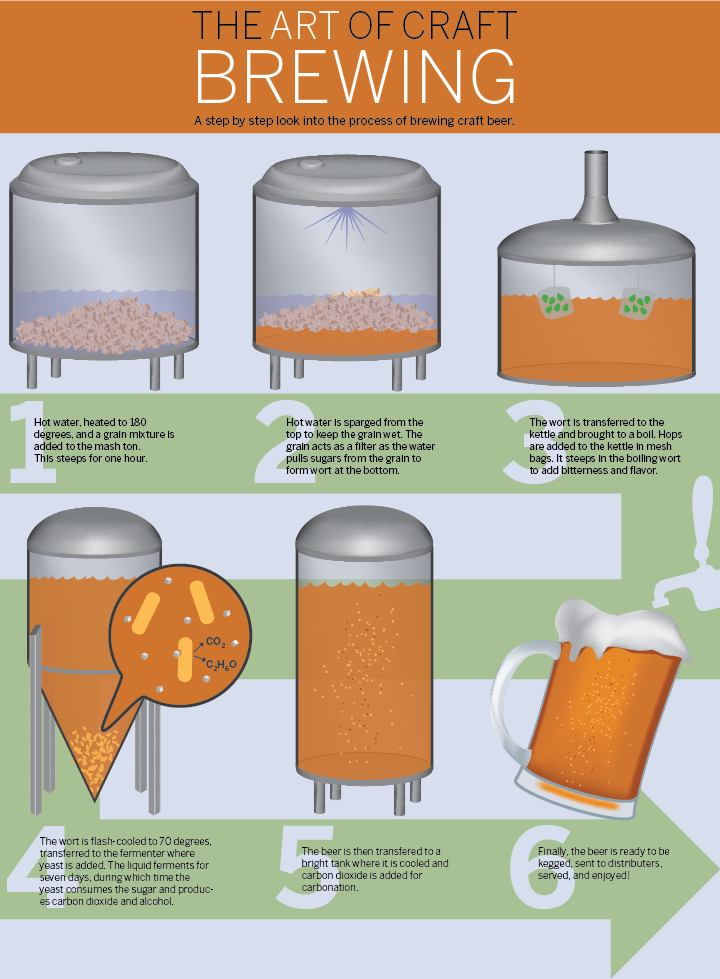 THE ART OF CRAFT
BREWING
A step by step look into the process of brewing craft beer.
1
Hot water, heated to 180
degrees, and a grain mixture is
added to the mash ton.
This steeps for one hour.
2
Hot water is sparged from the
top to keep the grain wet. The
grain acts as a filter as the water
pulls sugars from the grain to
form wort at the bottom.
3
The wort is transferred to the
kettle and brought to a boil. Hops
are added to the kettle in mesh
bags. It steeps in the boiling wort
to add bitterness and flavor.
CO2
C2H6O
4
The wort is flash-cooled to 70 degrees,
transferred to the fermenter where
yeast is added. The liquid ferments for
seven days, during which time the
yeast consumes the sugar and produc-
es carbon dioxide and alcohol.
5
The beer is then transfered to a
bright tank where it is cooled and
carbon dioxide is added for
carbonation.
6
Finally, the beer is ready to be
kegged, sent to distributers,
served, and enjoyed!